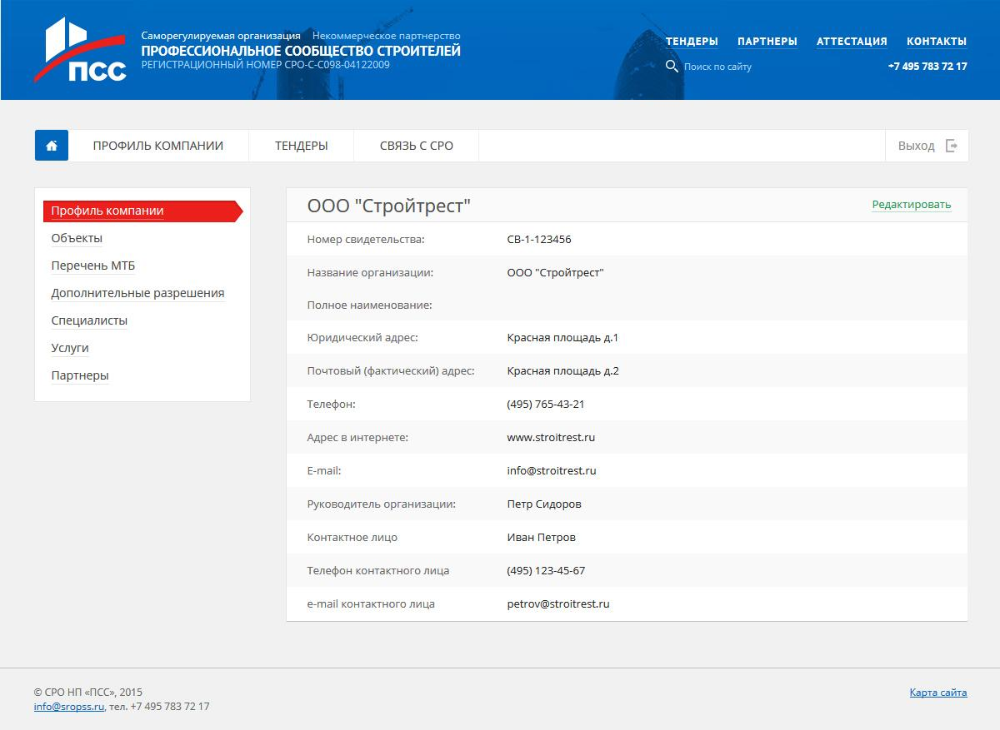 ПСС
Саморегулируемая организация Некоммерческое партнерство
ПРОФЕССИОНАЛЬНОЕ СООБЩЕСТВО СТРОИТЕЛЕЙ
РЕГИСТРАЦИОННЫЙ НОМЕР СРО-С-С098-04122009
ТЕНДЕРЫ ПАРТНЕРЫ АТТЕСТАЦИЯ КОНТАКТЫ
Поиск по сайту +7 495 783 72 17
ПРОФИЛЬ КОМПАНИИ ТЕНДЕРЫ СВЯЗЬ С СРО Выход
Профиль компании
Объекты
Перечень МТБ
Дополнительные разрешения
Специалисты
Услуги
Партнеры
ООО "Стройтрест" Редактировать
Номер свидетельства: СВ-1-123456
Название организации: ООО "Стройтрест"
Полное наименование:
Юридический адрес: Красная площадь д.1
Почтовый (фактический) адрес: Красная площадь д.2
Телефон: (495) 765-43-21
Адрес в интернете: www.stroitrest.ru
E-mail: info@stroitrest.ru
Руководитель организации: Петр Сидоров
Контактное лицо Иван Петров
Телефон контактного лица (495) 123-45-67
e-mail контактного лица petrov@stroitrest.ru
© СРО НП «ПСС», 2015 Карта сайта
info@sropss.ru, тел. +7 495 783 72 17